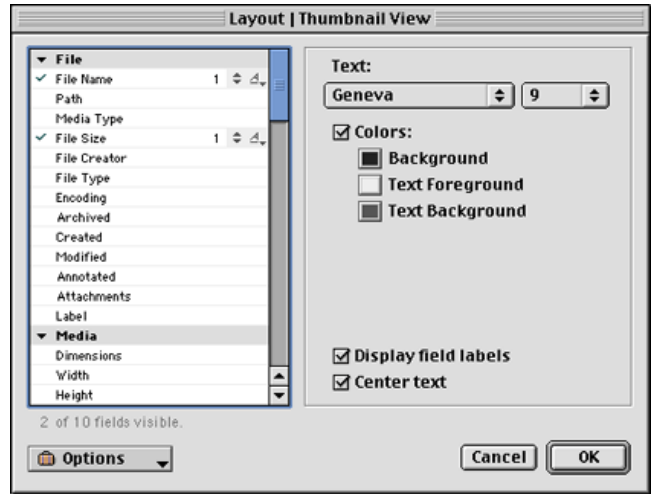 Layout | Thumbnail View
File
File Name 1
Path
Media Type
File Size 1
File Creator
File Type
Encoding
Archived
Created
Modified
Annotated
Attachments
Label
Media
Dimensions
Width
Height
2 of 10 fields visible.
Options
Text:
Geneva 9
Colors:
Background
Text Foreground
Text Background
Display field labels
Center text
Cancel OK